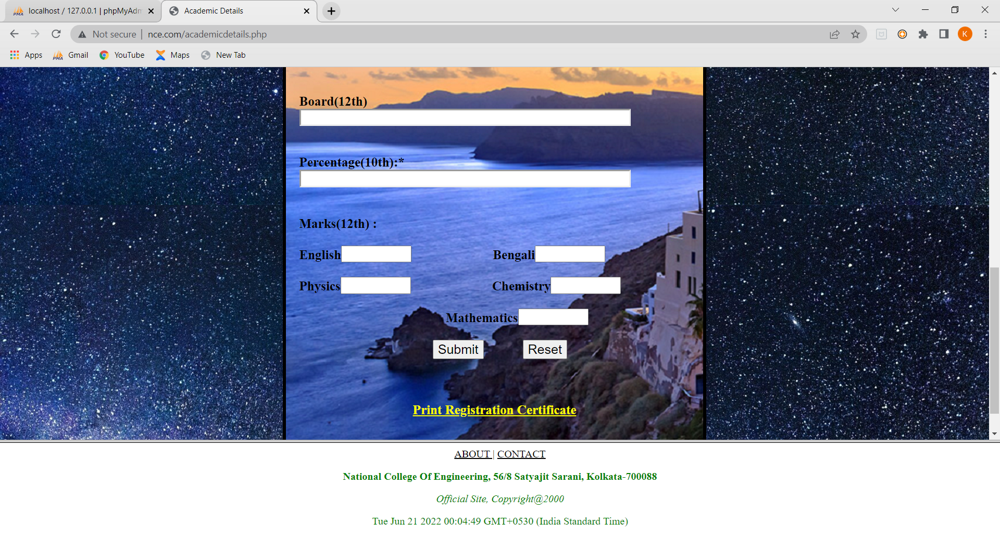 localhost / 127.0.0.1 | phpMyAdm
Academic Details
Not secure | nce.com/academicdetails.php
K
Apps
PMA Gmail
YouTube
Maps
New Tab
Board(12th)
Percentage(10th):*
Marks(12th) :
English Bengali
Physics Chemistry
Mathematics
Submit Reset
Print Registration Certificate
ABOUT | CONTACT
National College Of Engineering, 56/8 Satyajit Sarani, Kolkata-700088
Official Site, Copyright@2000
Tue Jun 21 2022 00:04:49 GMT+0530 (India Standard Time)